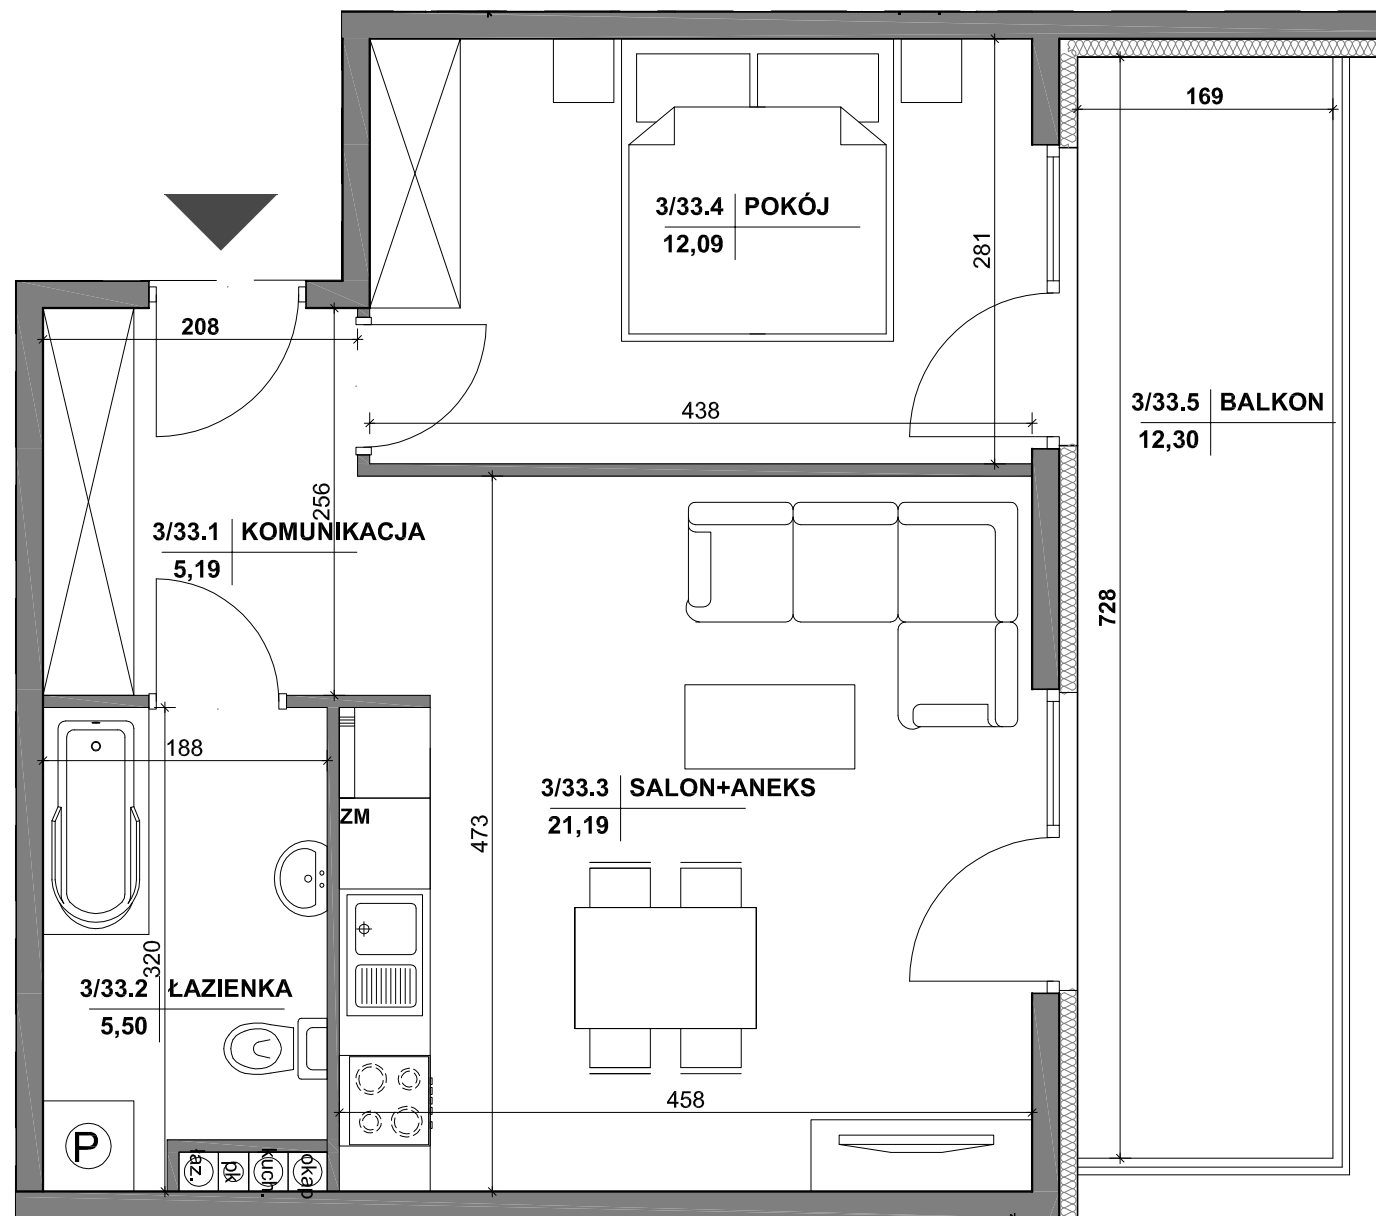 169
3/33.4 POKÓJ
12,09
281
208
438
3/33.5 BALKON
12,30
256
3/33.1 KOMUNIKACJA
5,19
728
188
3/33.3 SALON+ANEKS
21,19
ZM
473
320
3/33.2 ŁAZIENKA
5,50
458
P
łaz.
pk
kuch.
okap